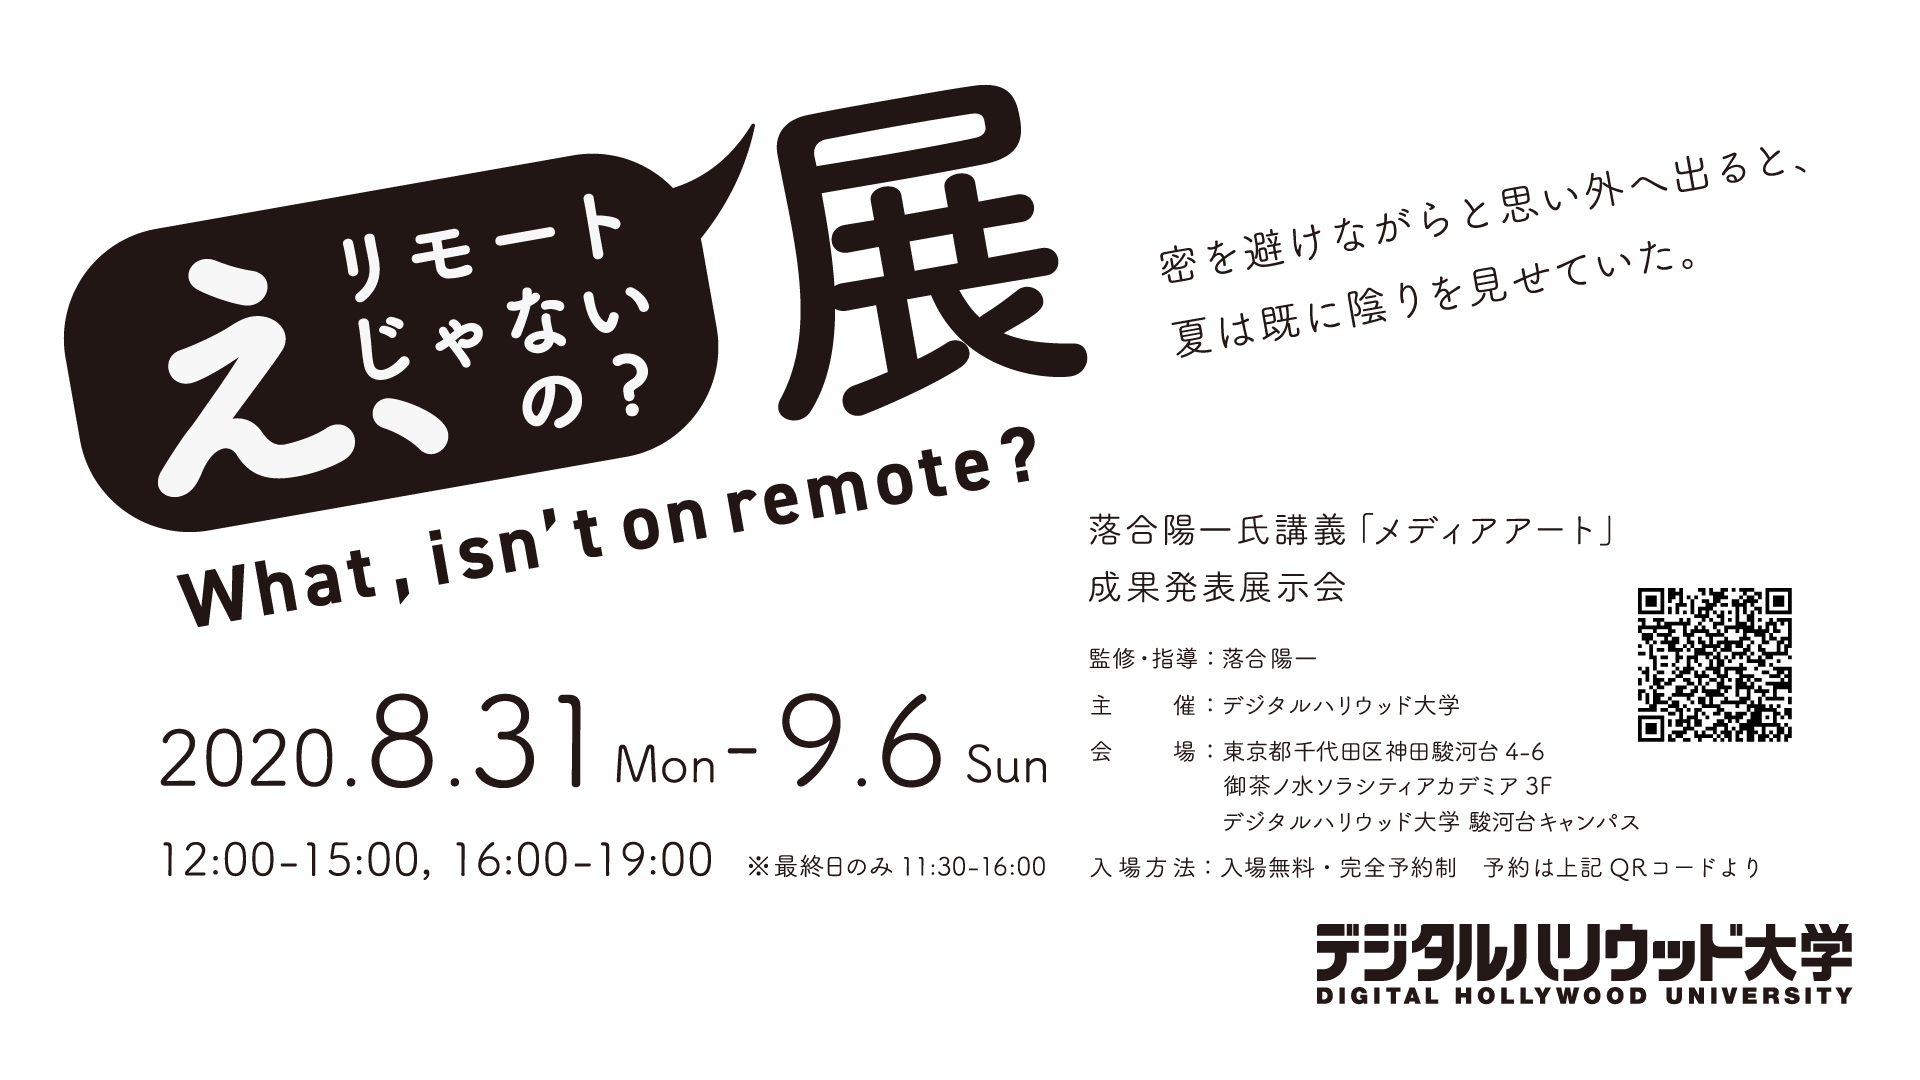 え、
リモート
じゃない
の？
展
What, isn't on remote?
密を避けながらと思い外へ出ると、
夏は既に陰りを見せていた。
2020.8.31 Mon - 9.6 Sun
12:00-15:00, 16:00-19:00 ※最終日のみ 11:30-16:00
落合陽一氏講義「メディアアート」
成果発表展示会
監修・指導：落合陽一
主催：デジタルハリウッド大学
会場：東京都千代田区神田駿河台 4-6
御茶ノ水ソラシティアカデミア 3F
デジタルハリウッド大学 駿河台キャンパス
入場方法：入場無料・完全予約制　予約は上記 QRコードより
デジタルハリウッド大学
DIGITAL HOLLYWOOD UNIVERSITY